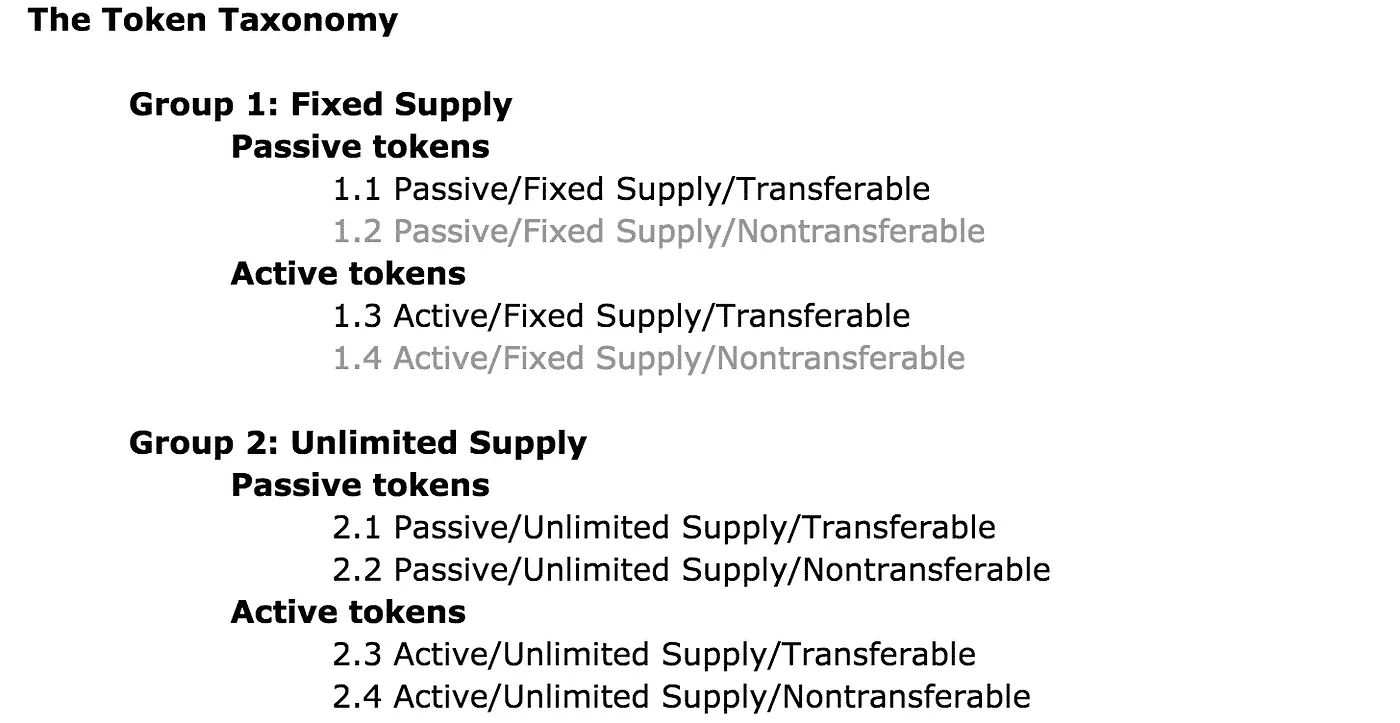 The Token Taxonomy
Group 1: Fixed Supply
Passive tokens
1.1 Passive/Fixed Supply/Transferable
1.2 Passive/Fixed Supply/Nontransferable
Active tokens
1.3 Active/Fixed Supply/Transferable
1.4 Active/Fixed Supply/Nontransferable
Group 2: Unlimited Supply
Passive tokens
2.1 Passive/Unlimited Supply/Transferable
2.2 Passive/Unlimited Supply/Nontransferable
Active tokens
2.3 Active/Unlimited Supply/Transferable
2.4 Active/Unlimited Supply/Nontransferable